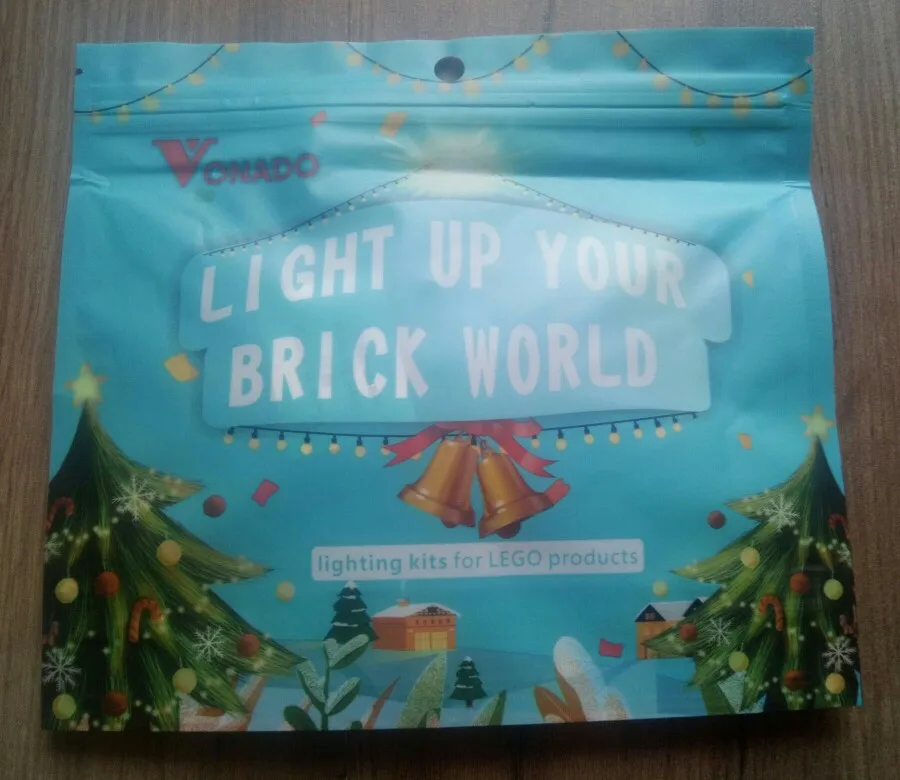 VONADO
LIGHT UP YOUR
BRICK WORLD
lighting kits for LEGO products